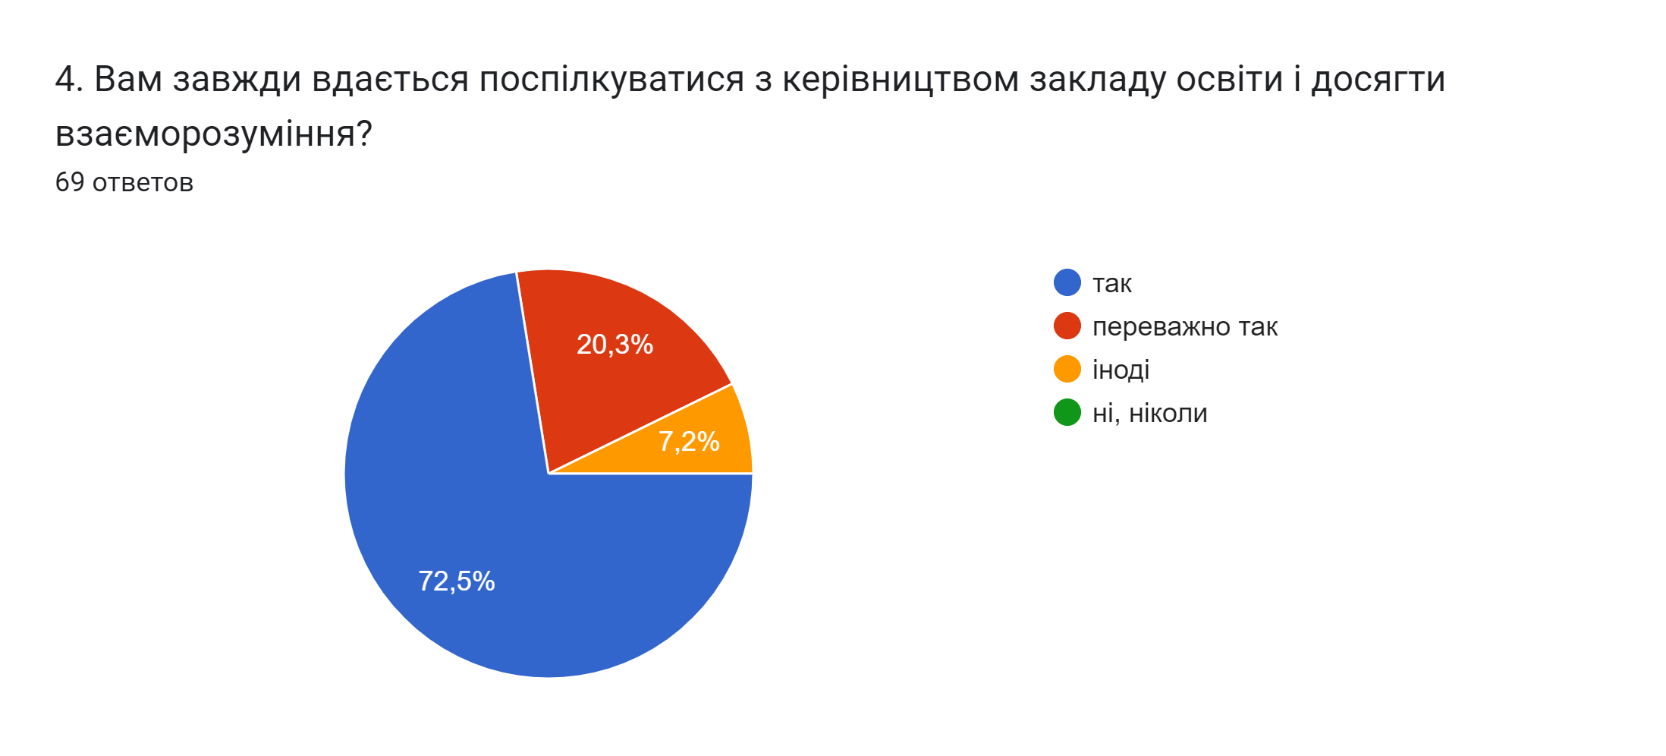 4. Вам завжди вдається поспілкуватися з керівництвом закладу освіти і досягти
взаєморозуміння?
69 ответов
так
переважно так
іноді
ні, ніколи
20,3%
7,2%
72,5%